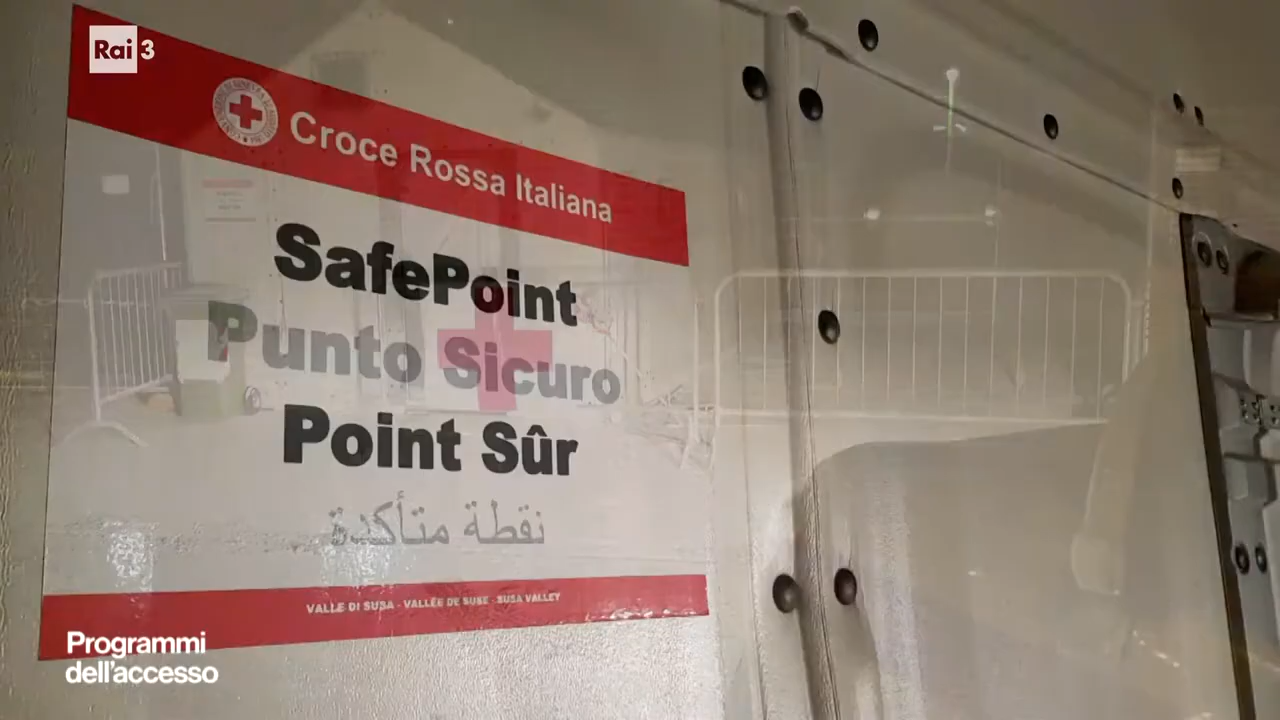 Rai 3
Croce Rossa Italiana
SafePoint
Punto Sicuro
Point Sûr
نقطة متأكدة
VALLE DI SUSA - VALLÉE DE SUSE - SUSA VALLEY
Programmi
dell'accesso